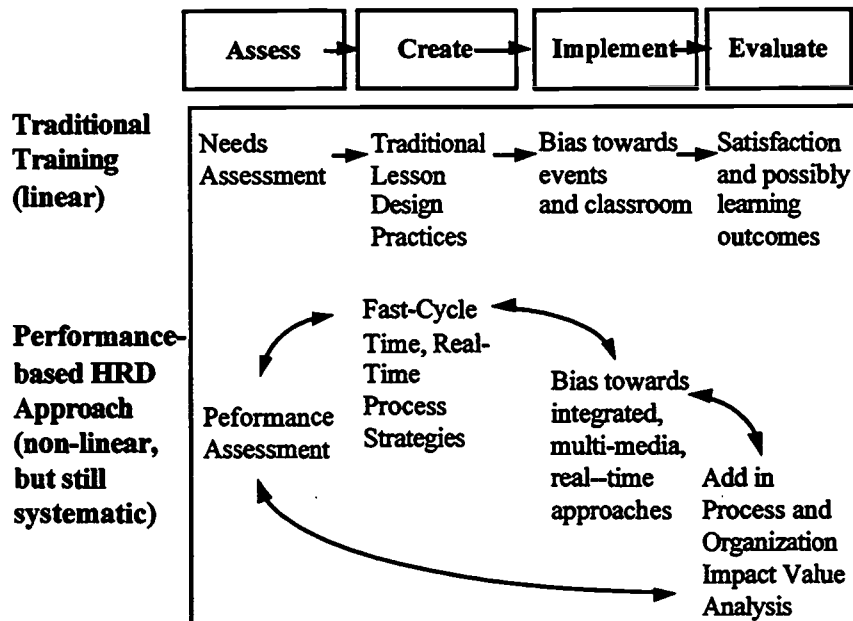 Assess
Create
Implement
Evaluate
Traditional
Training
(linear)
Needs
Assessment
Traditional
Lesson
Design
Practices
Bias towards
events
and classroom
Satisfaction
and possibly
learning
outcomes
Performance-
based HRD
Approach
(non-linear,
but still
systematic)
Peformance
Assessment
Fast-Cycle
Time, Real-
Time
Process
Strategies
Bias towards
integrated,
multi-media,
real--time
approaches
Add in
Process and
Organization
Impact Value
Analysis